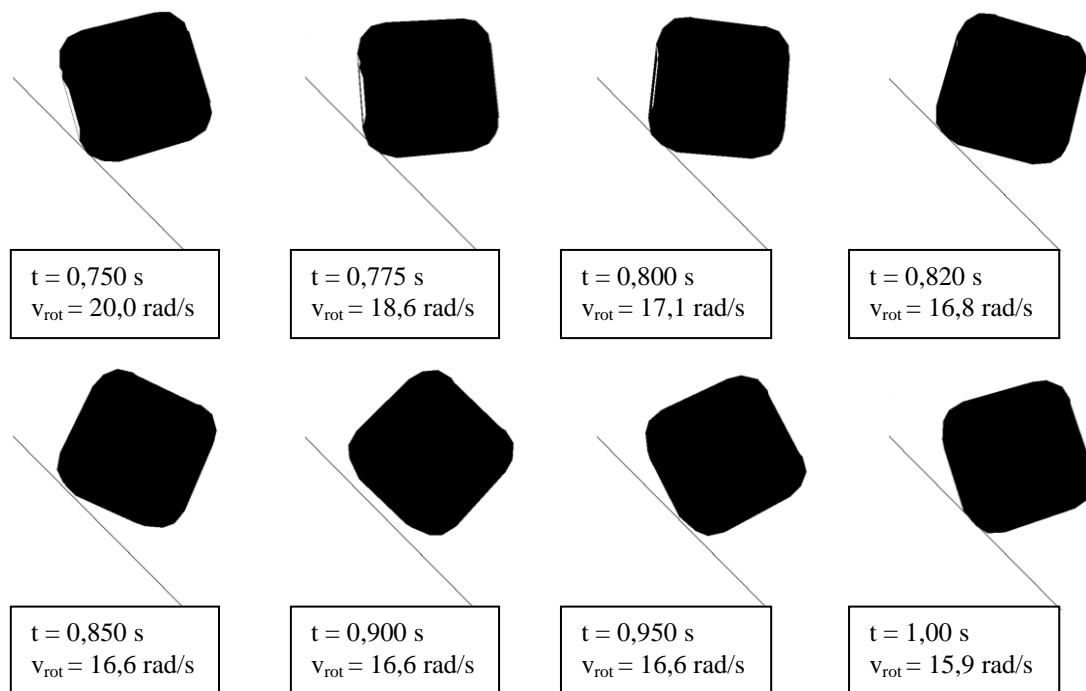 t = 0,750 s
v_rot = 20,0 rad/s
t = 0,775 s
v_rot = 18,6 rad/s
t = 0,800 s
v_rot = 17,1 rad/s
t = 0,820 s
v_rot = 16,8 rad/s
t = 0,850 s
v_rot = 16,6 rad/s
t = 0,900 s
v_rot = 16,6 rad/s
t = 0,950 s
v_rot = 16,6 rad/s
t = 1,00 s
v_rot = 15,9 rad/s